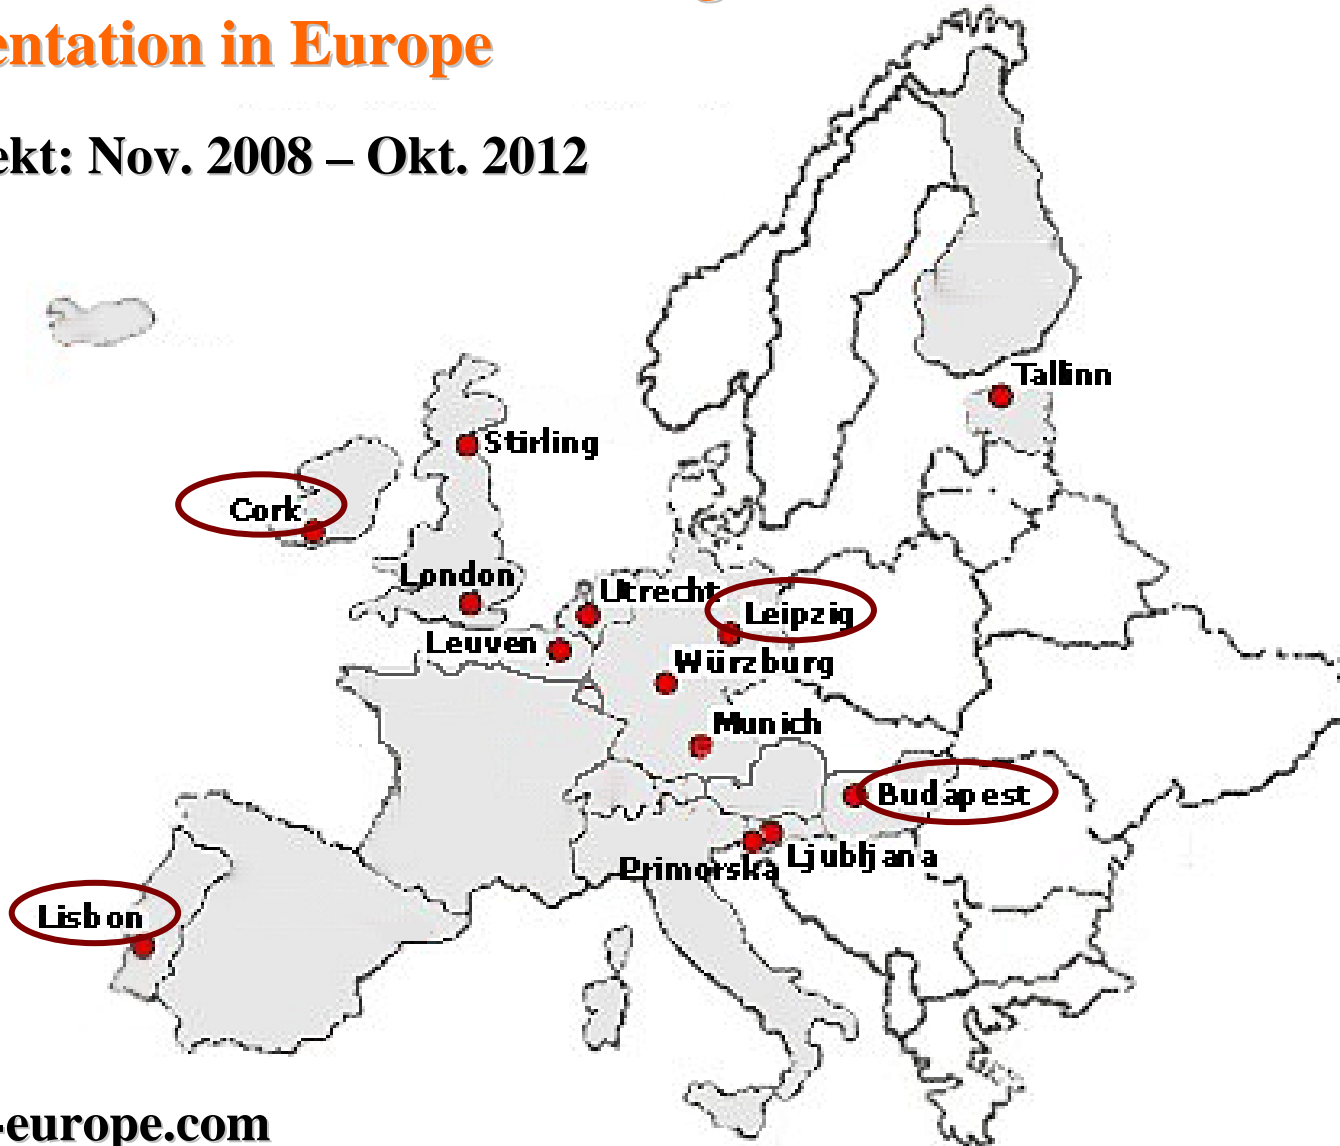 entation in Europe
ekt: Nov. 2008 – Okt. 2012
Tallinn
Stirling
Cork
London
Utrecht
Leipzig
Leuven
Würzburg
Munich
Budapest
Ljubljana
Primorska
Lisbon
-europe.com